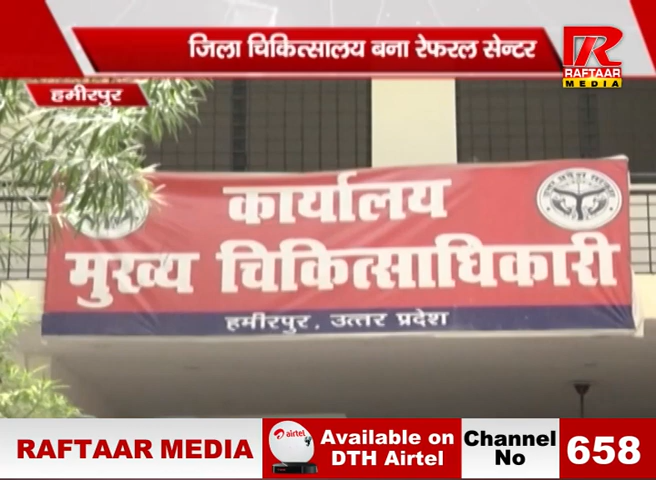 जिला चिकित्सालय बना रेफरल सेन्टर
RAFTAAR
MEDIA
हमीरपुर
कार्यालय
मुख्य चिकित्साधिकारी
हमीरपुर, उत्तर प्रदेश
RAFTAAR MEDIA
airtel
Available on
DTH Airtel
Channel
No
658